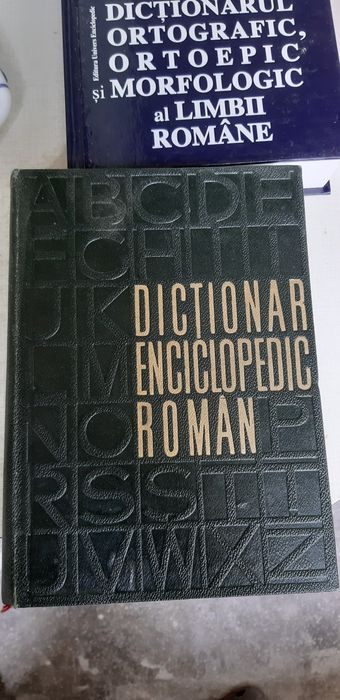 Editura Univers Enciclopedic
DICȚIONARUL
ORTOGRAFIC,
ORTOEPIC
și MORFOLOGIC
al LIMBII
ROMÂNE
DICȚIONAR
ENCICLOPEDIC
ROMÂN